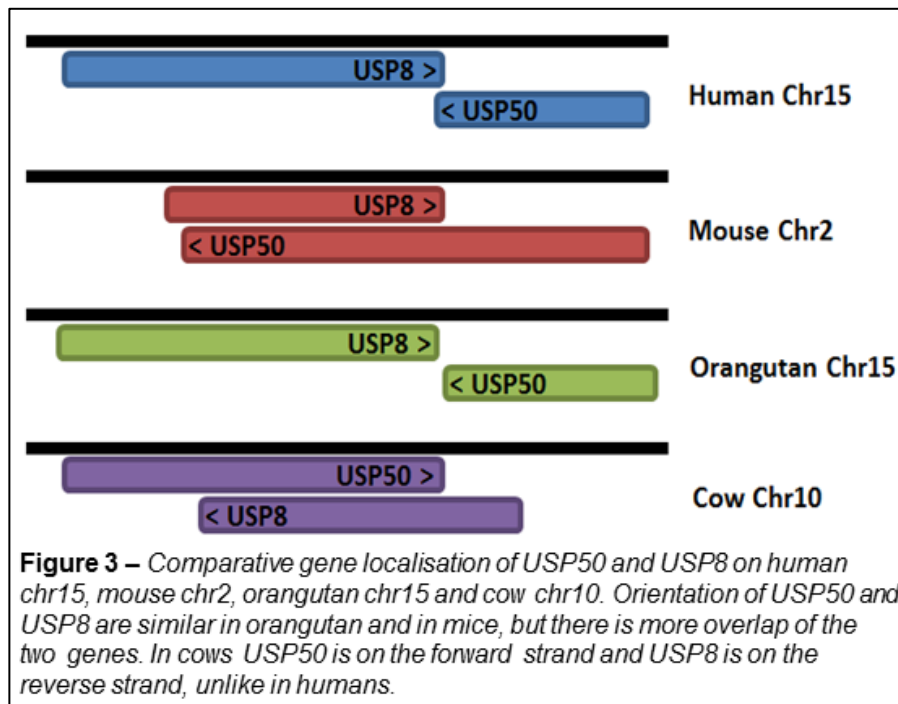 USP8 >
< USP50
Human Chr15
USP8 >
< USP50
Mouse Chr2
USP8 >
< USP50
Orangutan Chr15
USP50 >
< USP8
Cow Chr10
Figure 3 – Comparative gene localisation of USP50 and USP8 on human
chr15, mouse chr2, orangutan chr15 and cow chr10. Orientation of USP50 and
USP8 are similar in orangutan and in mice, but there is more overlap of the
two genes. In cows USP50 is on the forward strand and USP8 is on the
reverse strand, unlike in humans.